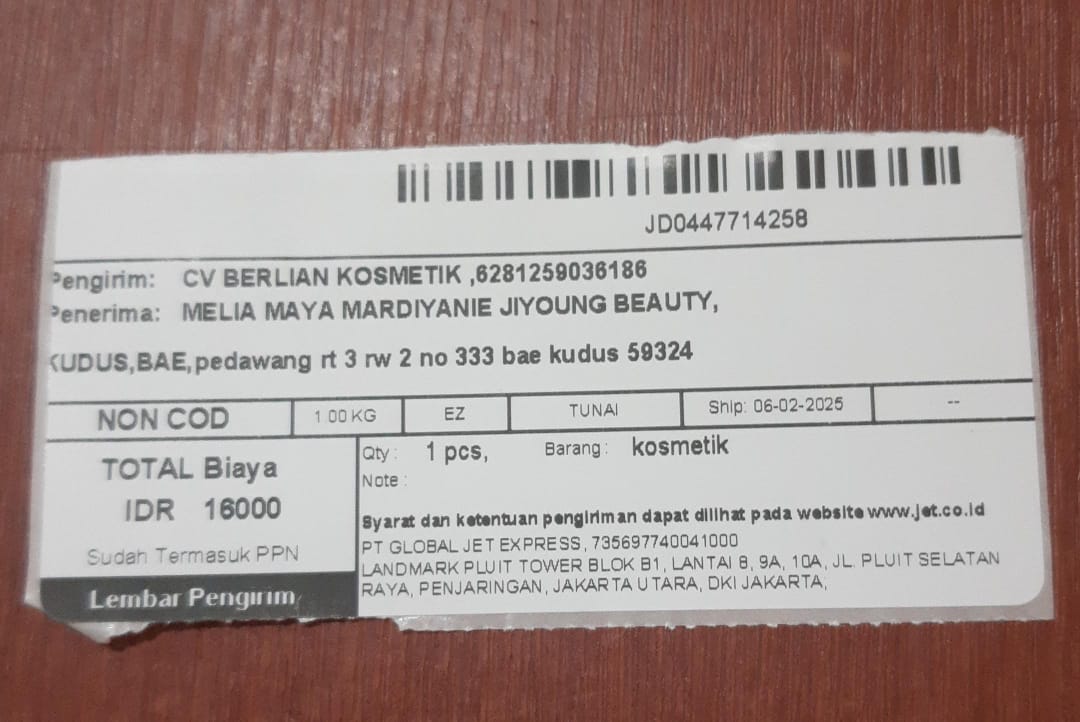 JD0447714258
Pengirim: CV BERLIAN KOSMETIK ,6281259036186
Penerima: MELIA MAYA MARDIYANIE JIYOUNG BEAUTY,
KUDUS,BAE,pedawang rt 3 rw 2 no 333 bae kudus 59324
NON COD 1.00 KG EZ TUNAI Ship: 06-02-2025 --
TOTAL Biaya
IDR 16000
Sudah Termasuk PPN
Lembar Pengirim
Qty : 1 pcs, Barang : kosmetik
Note :
Syarat dan ketentuan pengiriman dapat dilihat pada website www.jet.co.id
PT GLOBAL JET EXPRESS, 735697740041000
LANDMARK PLUIT TOWER BLOK B1, LANTAI 8, 9A, 10A, JL. PLUIT SELATAN
RAYA, PENJARINGAN, JAKARTA UTARA, DKI JAKARTA,